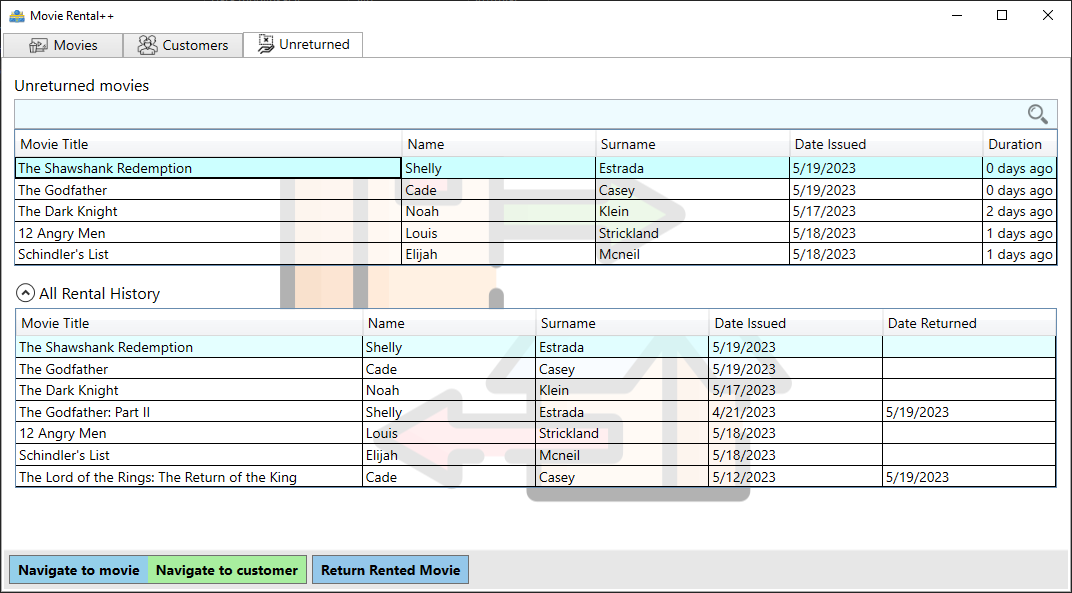 Movie Rental++
Movies Customers Unreturned
Unreturned movies
Movie Title Name Surname Date Issued Duration
The Shawshank Redemption Shelly Estrada 5/19/2023 0 days ago
The Godfather Cade Casey 5/19/2023 0 days ago
The Dark Knight Noah Klein 5/17/2023 2 days ago
12 Angry Men Louis Strickland 5/18/2023 1 days ago
Schindler's List Elijah Mcneil 5/18/2023 1 days ago
All Rental History
Movie Title Name Surname Date Issued Date Returned
The Shawshank Redemption Shelly Estrada 5/19/2023
The Godfather Cade Casey 5/19/2023
The Dark Knight Noah Klein 5/17/2023
The Godfather: Part II Shelly Estrada 4/21/2023 5/19/2023
12 Angry Men Louis Strickland 5/18/2023
Schindler's List Elijah Mcneil 5/18/2023
The Lord of the Rings: The Return of the King Cade Casey 5/12/2023 5/19/2023
Navigate to movie Navigate to customer Return Rented Movie